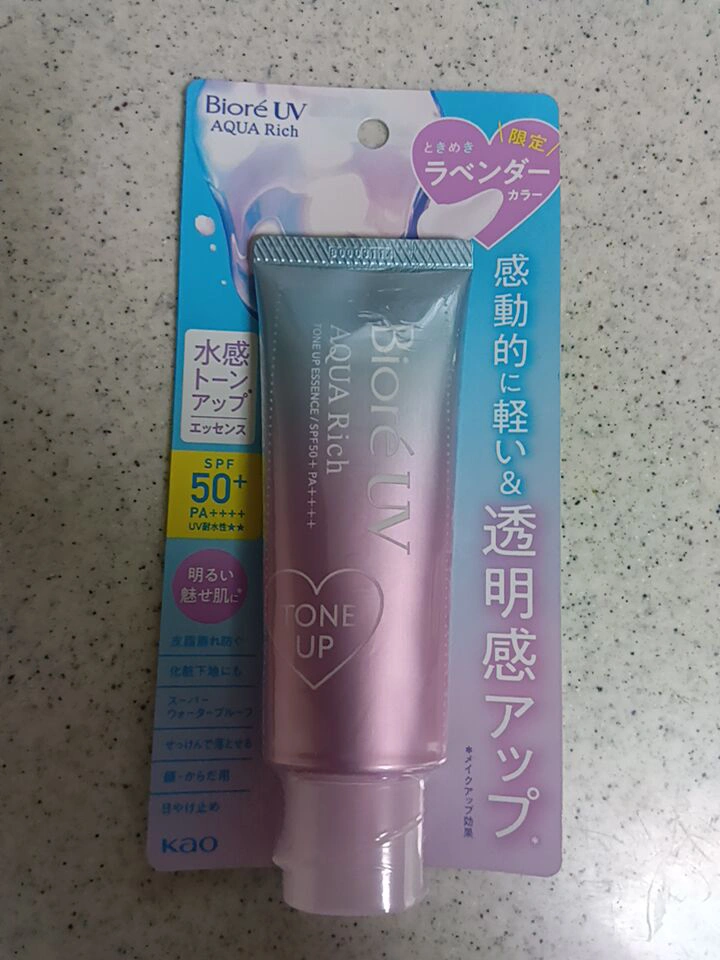 Bioré UV
AQUA Rich
\限定/
ときめき
ラベンダー
カラー
感動的に軽い&
透明感アップ*
*メイクアップ効果
水感
トーン
アップ*
エッセンス
SPF
50+
PA++++
UV耐水性★★
明るい
魅せ肌に*
皮脂崩れ防ぐ
化粧下地にも
スーパー
ウォータープルーフ
せっけんで落とせる
顔・からだ用
日やけ止め
Kao
Bioré UV
AQUA Rich
TONE UP ESSENCE/SPF50+ PA++++
TONE
UP